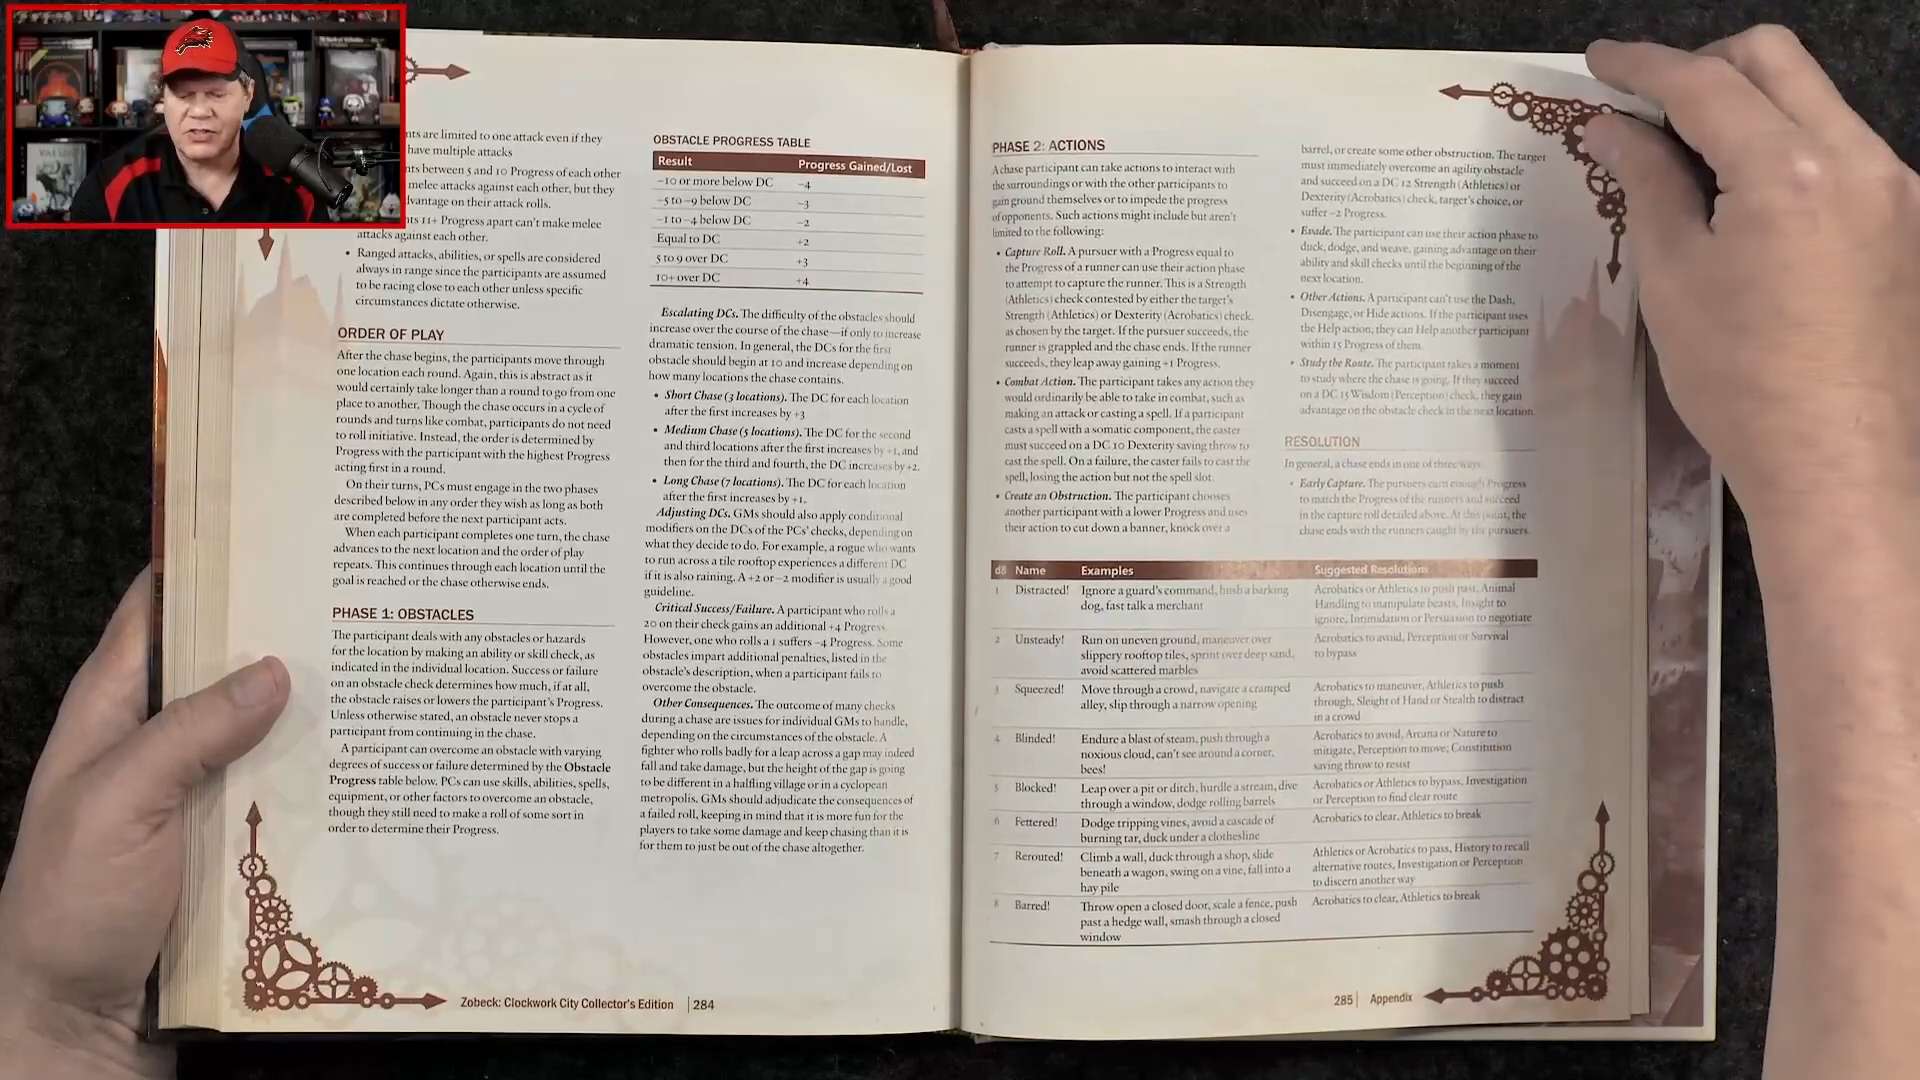 nts are limited to one attack even if they
have multiple attacks
nts between 5 and 10 Progress of each other
melee attacks against each other, but they
dvantage on their attack rolls.
nts 11+ Progress apart can't make melee
attacks against each other.
• Ranged attacks, abilities, or spells are considered
always in range since the participants are assumed
to be racing close to each other unless specific
circumstances dictate otherwise.
ORDER OF PLAY
After the chase begins, the participants move through
one location each round. Again, this is abstract as it
would certainly take longer than a round to go from one
place to another. Though the chase occurs in a cycle of
rounds and turns like combat, participants do not need
to roll initiative. Instead, the order is determined by
Progress with the participant with the highest Progress
acting first in a round.
On their turns, PCs must engage in the two phases
described below in any order they wish as long as both
are completed before the next participant acts.
When each participant completes one turn, the chase
advances to the next location and the order of play
repeats. This continues through each location until the
goal is reached or the chase otherwise ends.
PHASE 1: OBSTACLES
The participant deals with any obstacles or hazards
for the location by making an ability or skill check, as
indicated in the individual location. Success or failure
on an obstacle check determines how much, if at all,
the obstacle raises or lowers the participant's Progress.
Unless otherwise stated, an obstacle never stops a
participant from continuing in the chase.
A participant can overcome an obstacle with varying
degrees of success or failure determined by the Obstacle
Progress table below. PCs can use skills, abilities, spells,
equipment, or other factors to overcome an obstacle,
though they still need to make a roll of some sort in
order to determine their Progress.
OBSTACLE PROGRESS TABLE
Result Progress Gained/Lost
-10 or more below DC -4
-5 to -9 below DC -3
-1 to -4 below DC -2
Equal to DC +2
5 to 9 over DC +3
10+ over DC +4
Escalating DCs. The difficulty of the obstacles should
increase over the course of the chase—if only to increase
dramatic tension. In general, the DCs for the first
obstacle should begin at 10 and increase depending on
how many locations the chase contains.
• Short Chase (3 locations). The DC for each location
after the first increases by +3
• Medium Chase (5 locations). The DC for the second
and third locations after the first increases by +1, and
then for the third and fourth, the DC increases by +2.
• Long Chase (7 locations). The DC for each location
after the first increases by +1.
Adjusting DCs. GMs should also apply conditional
modifiers on the DCs of the PCs' checks, depending on
what they decide to do. For example, a rogue who wants
to run across a tile rooftop experiences a different DC
if it is also raining. A +2 or -2 modifier is usually a good
guideline.
Critical Success/Failure. A participant who rolls a
20 on their check gains an additional +4 Progress.
However, one who rolls a 1 suffers -4 Progress. Some
obstacles impart additional penalties, listed in the
obstacle's description, when a participant fails to
overcome the obstacle.
Other Consequences. The outcome of many checks
during a chase are issues for individual GMs to handle,
depending on the circumstances of the obstacle. A
fighter who rolls badly for a leap across a gap may indeed
fall and take damage, but the height of the gap is going
to be different in a halfling village or in a cyclopean
metropolis. GMs should adjudicate the consequences of
a failed roll, keeping in mind that it is more fun for the
players to take some damage and keep chasing than it is
for them to just be out of the chase altogether.
Zobeck: Clockwork City Collector's Edition | 284
PHASE 2: ACTIONS
A chase participant can take actions to interact with
the surroundings or with the other participants to
gain ground themselves or to impede the progress
of opponents. Such actions might include but aren't
limited to the following:
• Capture Roll. A pursuer with a Progress equal to
the Progress of a runner can use their action phase
to attempt to capture the runner. This is a Strength
(Athletics) check contested by either the target's
Strength (Athletics) or Dexterity (Acrobatics) check,
as chosen by the target. If the pursuer succeeds, the
runner is grappled and the chase ends. If the runner
succeeds, they leap away gaining +1 Progress.
• Combat Action. The participant takes any action they
would ordinarily be able to take in combat, such as
making an attack or casting a spell. If a participant
casts a spell with a somatic component, the caster
must succeed on a DC 10 Dexterity saving throw to
cast the spell. On a failure, the caster fails to cast the
spell, losing the action but not the spell slot.
• Create an Obstruction. The participant chooses
another participant with a lower Progress and uses
their action to cut down a banner, knock over a
barrel, or create some other obstruction. The target
must immediately overcome an agility obstacle
and succeed on a DC 12 Strength (Athletics) or
Dexterity (Acrobatics) check, target's choice, or
suffer -2 Progress.
• Evade. The participant can use their action phase to
duck, dodge, and weave, gaining advantage on their
ability and skill checks until the beginning of the
next location.
• Other Actions. A participant can't use the Dash,
Disengage, or Hide actions. If the participant uses
the Help action, they can Help another participant
within 15 Progress of them.
• Study the Route. The participant takes a moment
to study where the chase is going. If they succeed
on a DC 15 Wisdom (Perception) check, they gain
advantage on the obstacle check in the next location.
RESOLUTION
In general, a chase ends in one of three ways.
• Early Capture. The pursuers earn enough Progress
to match the Progress of the runners and succeed
in the capture roll detailed above. At this point, the
chase ends with the runners caught by the pursuers.
d8 Name Examples Suggested Resolutions
1 Distracted! Ignore a guard's command, hush a barking Acrobatics or Athletics to push past, Animal
dog, fast talk a merchant Handling to manipulate beasts, Insight to
ignore, Intimidation or Persuasion to negotiate
2 Unsteady! Run on uneven ground, maneuver over Acrobatics to avoid, Perception or Survival
slippery rooftop tiles, sprint over deep sand, to bypass
avoid scattered marbles
3 Squeezed! Move through a crowd, navigate a cramped Acrobatics to maneuver, Athletics to push
alley, slip through a narrow opening through, Sleight of Hand or Stealth to distract
in a crowd
4 Blinded! Endure a blast of steam, push through a Acrobatics to avoid, Arcana or Nature to
noxious cloud, can't see around a corner, mitigate, Perception to move; Constitution
bees! saving throw to resist
5 Blocked! Leap over a pit or ditch, hurdle a stream, dive Acrobatics or Athletics to bypass, Investigation
through a window, dodge rolling barrels or Perception to find clear route
6 Fettered! Dodge tripping vines, avoid a cascade of Acrobatics to clear, Athletics to break
burning tar, duck under a clothesline
7 Rerouted! Climb a wall, duck through a shop, slide Athletics or Acrobatics to pass, History to recall
beneath a wagon, swing on a vine, fall into a alternative routes, Investigation or Perception
hay pile to discern another way
8 Barred! Throw open a closed door, scale a fence, push Acrobatics to clear, Athletics to break
past a hedge wall, smash through a closed
window
285 | Appendix